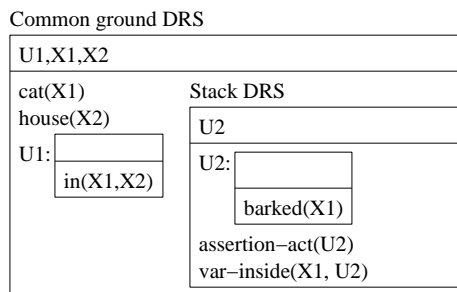 Common ground DRS
U1,X1,X2
cat(X1)
house(X2)
U1:
in(X1,X2)
Stack DRS
U2
U2:
barked(X1)
assertion−act(U2)
var−inside(X1, U2)